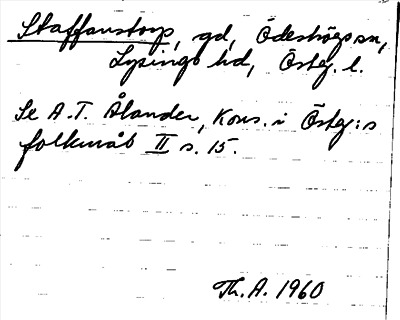 Staffanstorp, gd, Ödeshögs sn,
Lysings hd, Östg. l.
Se A.T. Ålander, Kons. i Östg:s
folkmål II s. 15.
Th. A. 1960